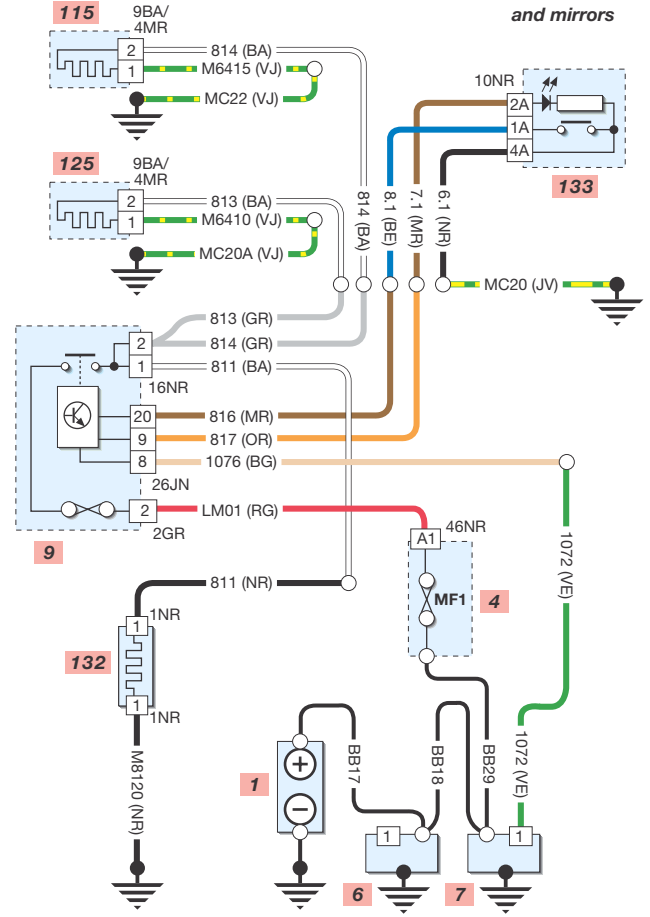 115
9BA/
4MR
and mirrors
2
814 (BA)
1
M6415 (VJ)
MC22 (VJ)
10NR
2A
1A
4A
133
125
9BA/
4MR
2
813 (BA)
1
M6410 (VJ)
MC20A (VJ)
814 (BA)
8.1 (BE)
7.1 (MR)
6.1 (NR)
MC20 (JV)
813 (GR)
2
814 (GR)
1
811 (BA)
16NR
20
816 (MR)
9
817 (OR)
8
1076 (BG)
26JN
2
LM01 (RG)
2GR
9
46NR
A1
1072 (VE)
811 (NR)
MF1
4
1NR
1
132
1
1NR
M8120 (NR)
1
+
−
BB17
BB18
BB29
1072 (VE)
1
1
6
7